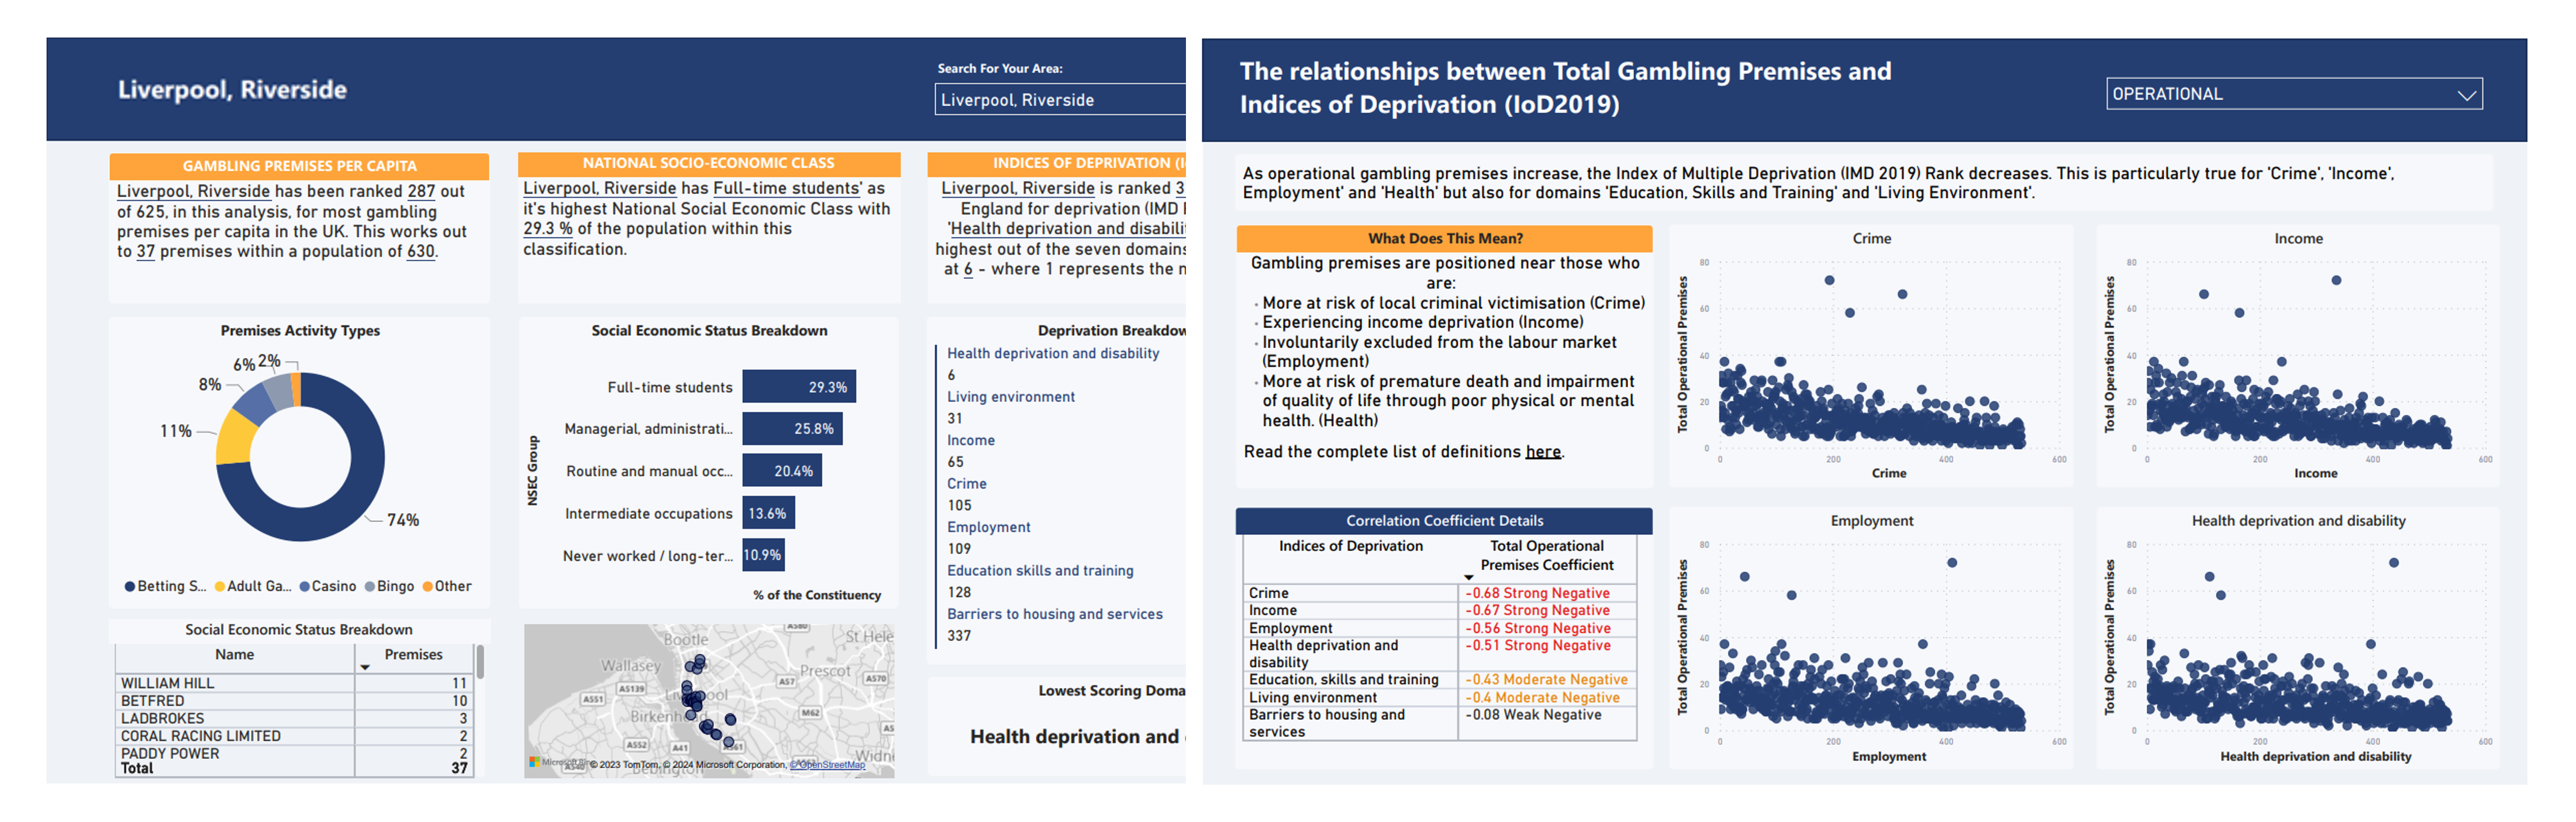 Liverpool, Riverside
Search For Your Area:
Liverpool, Riverside
GAMBLING PREMISES PER CAPITA
Liverpool, Riverside has been ranked 287 out
of 625, in this analysis, for most gambling
premises per capita in the UK. This works out
to 37 premises within a population of 630.
NATIONAL SOCIO-ECONOMIC CLASS
Liverpool, Riverside has Full-time students' as
it's highest National Social Economic Class with
29.3 % of the population within this
classification.
INDICES OF DEPRIVATION (I
Liverpool, Riverside is ranked 3
England for deprivation (IMD
'Health deprivation and disabili
highest out of the seven domains
at 6 - where 1 represents the
Premises Activity Types
6%
2%
8%
11%
74%
Betting S...
Adult Ga...
Casino
Bingo
Other
Social Economic Status Breakdown
NSEC Group
Full-time students
29.3%
Managerial, administrati...
25.8%
Routine and manual occ...
20.4%
Intermediate occupations
13.6%
Never worked / long-ter...
10.9%
% of the Constituency
Deprivation Breakdow
Health deprivation and disability
6
Living environment
31
Income
65
Crime
105
Employment
109
Education skills and training
128
Barriers to housing and services
337
Social Economic Status Breakdown
Name Premises
WILLIAM HILL 11
BETFRED 10
LADBROKES 3
CORAL RACING LIMITED 2
PADDY POWER 2
Total 37
Bootle
A580
St Hele
Wallasey
Prescot
A57
A570
A5139
A551
M62
A552
A41
A561
Widn
© 2023 TomTom, © 2024 Microsoft Corporation, © OpenStreetMap
Lowest Scoring Doma
Health deprivation and
The relationships between Total Gambling Premises and
Indices of Deprivation (IoD2019)
OPERATIONAL
As operational gambling premises increase, the Index of Multiple Deprivation (IMD 2019) Rank decreases. This is particularly true for 'Crime', 'Income',
Employment' and 'Health' but also for domains 'Education, Skills and Training' and 'Living Environment'.
What Does This Mean?
Gambling premises are positioned near those who
are:
· More at risk of local criminal victimisation (Crime)
· Experiencing income deprivation (Income)
· Involuntarily excluded from the labour market
(Employment)
· More at risk of premature death and impairment
of quality of life through poor physical or mental
health. (Health)
Read the complete list of definitions here.
Correlation Coefficient Details
Indices of Deprivation
Total Operational
Premises Coefficient
Crime -0.68 Strong Negative
Income -0.67 Strong Negative
Employment -0.56 Strong Negative
Health deprivation and -0.51 Strong Negative
disability
Education, skills and training -0.43 Moderate Negative
Living environment -0.4 Moderate Negative
Barriers to housing and -0.08 Weak Negative
services
Crime
Total Operational Premises
80
60
40
20
0
0 200 400 600
Crime
Income
Total Operational Premises
80
60
40
20
0
0 200 400 600
Income
Employment
Total Operational Premises
80
60
40
20
0
0 200 400 600
Employment
Health deprivation and disability
Total Operational Premises
80
60
40
20
0
0 200 400 600
Health deprivation and disability